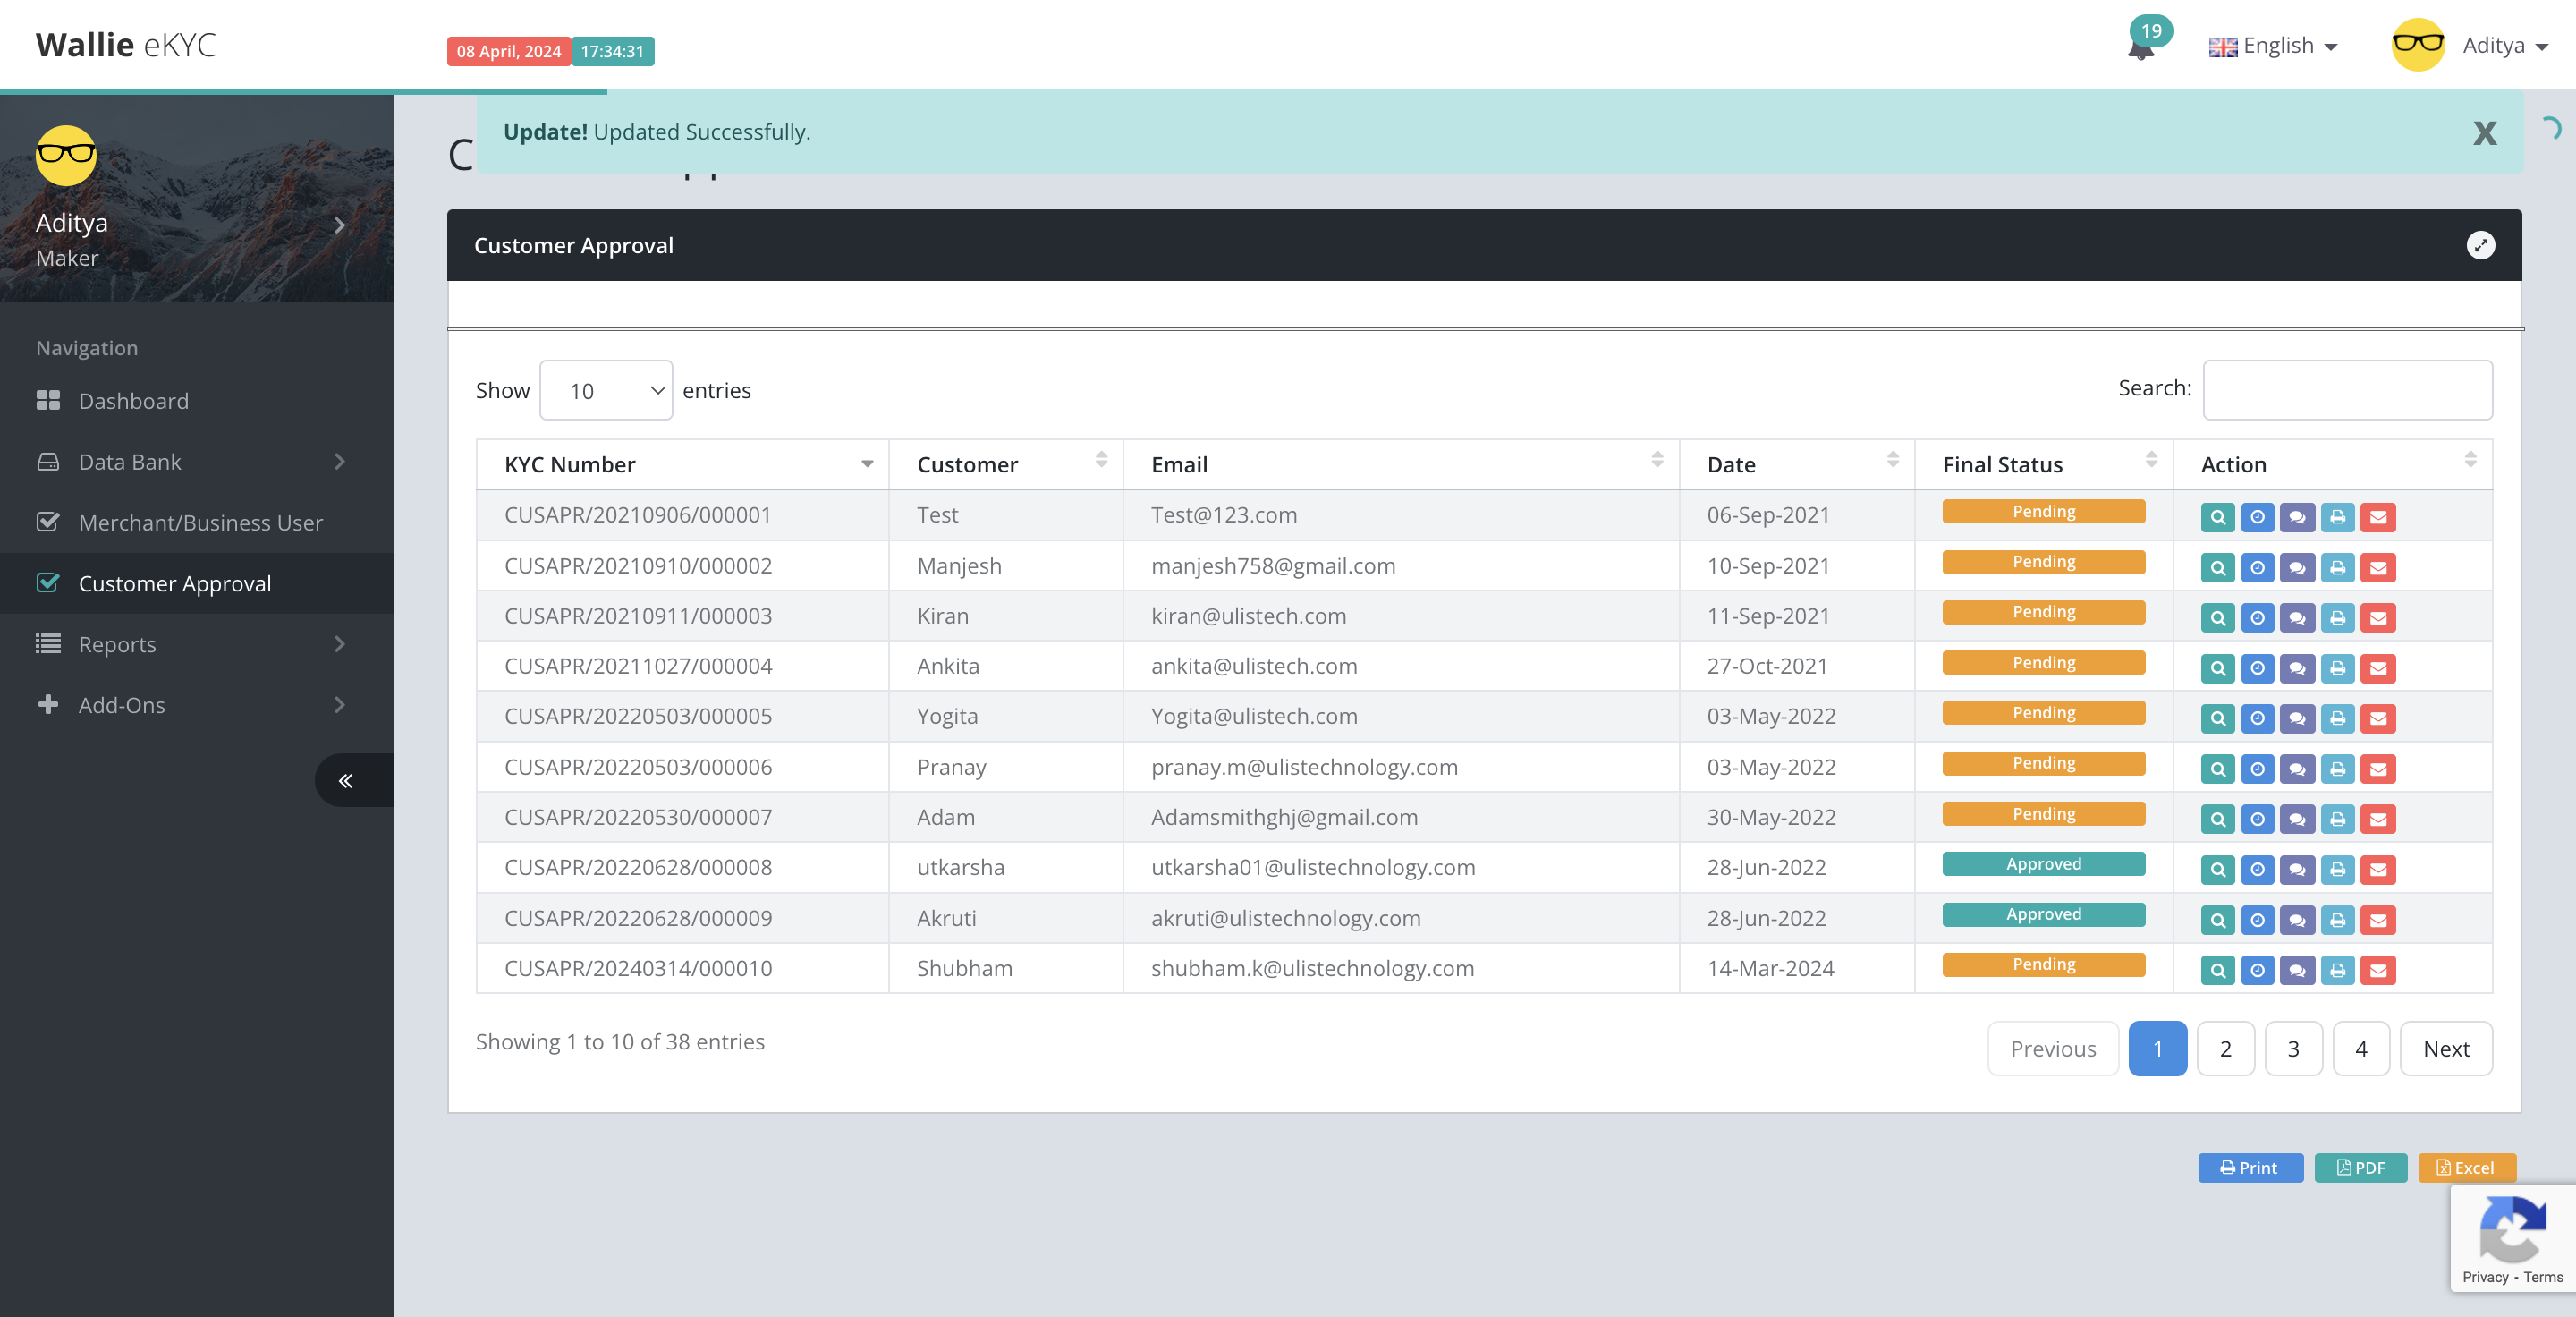 Wallie eKYC
08 April, 2024 17:34:31
19
English
Aditya
Update! Updated Successfully.
X
Aditya
Maker
Navigation
Dashboard
Data Bank
Merchant/Business User
Customer Approval
Reports
Add-Ons
Customer Approval
Show 10 entries
Search:
KYC Number Customer Email Date Final Status Action
CUSAPR/20210906/000001 Test Test@123.com 06-Sep-2021 Pending
CUSAPR/20210910/000002 Manjesh manjesh758@gmail.com 10-Sep-2021 Pending
CUSAPR/20210911/000003 Kiran kiran@ulistech.com 11-Sep-2021 Pending
CUSAPR/20211027/000004 Ankita ankita@ulistech.com 27-Oct-2021 Pending
CUSAPR/20220503/000005 Yogita Yogita@ulistech.com 03-May-2022 Pending
CUSAPR/20220503/000006 Pranay pranay.m@ulistechnology.com 03-May-2022 Pending
CUSAPR/20220530/000007 Adam Adamsmithghj@gmail.com 30-May-2022 Pending
CUSAPR/20220628/000008 utkarsha utkarsha01@ulistechnology.com 28-Jun-2022 Approved
CUSAPR/20220628/000009 Akruti akruti@ulistechnology.com 28-Jun-2022 Approved
CUSAPR/20240314/000010 Shubham shubham.k@ulistechnology.com 14-Mar-2024 Pending
Showing 1 to 10 of 38 entries
Previous 1 2 3 4 Next
Print PDF Excel
Privacy - Terms